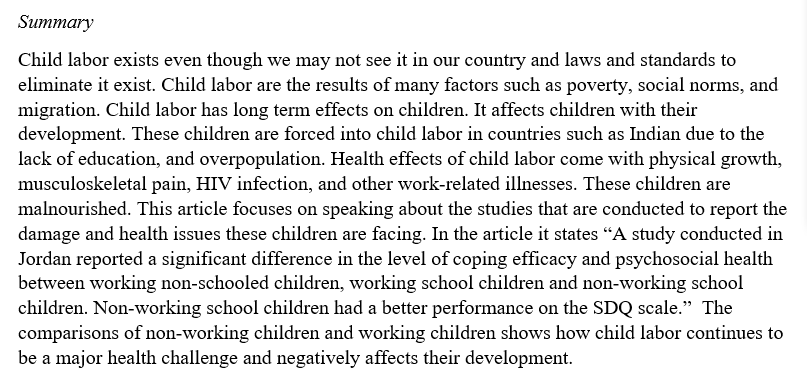 Summary
Child labor exists even though we may not see it in our country and laws and standards to
eliminate it exist. Child labor are the results of many factors such as poverty, social norms, and
migration. Child labor has long term effects on children. It affects children with their
development. These children are forced into child labor in countries such as Indian due to the
lack of education, and overpopulation. Health effects of child labor come with physical growth,
musculoskeletal pain, HIV infection, and other work-related illnesses. These children are
malnourished. This article focuses on speaking about the studies that are conducted to report the
damage and health issues these children are facing. In the article it states “A study conducted in
Jordan reported a significant difference in the level of coping efficacy and psychosocial health
between working non-schooled children, working school children and non-working school
children. Non-working school children had a better performance on the SDQ scale.”  The
comparisons of non-working children and working children shows how child labor continues to
be a major health challenge and negatively affects their development.